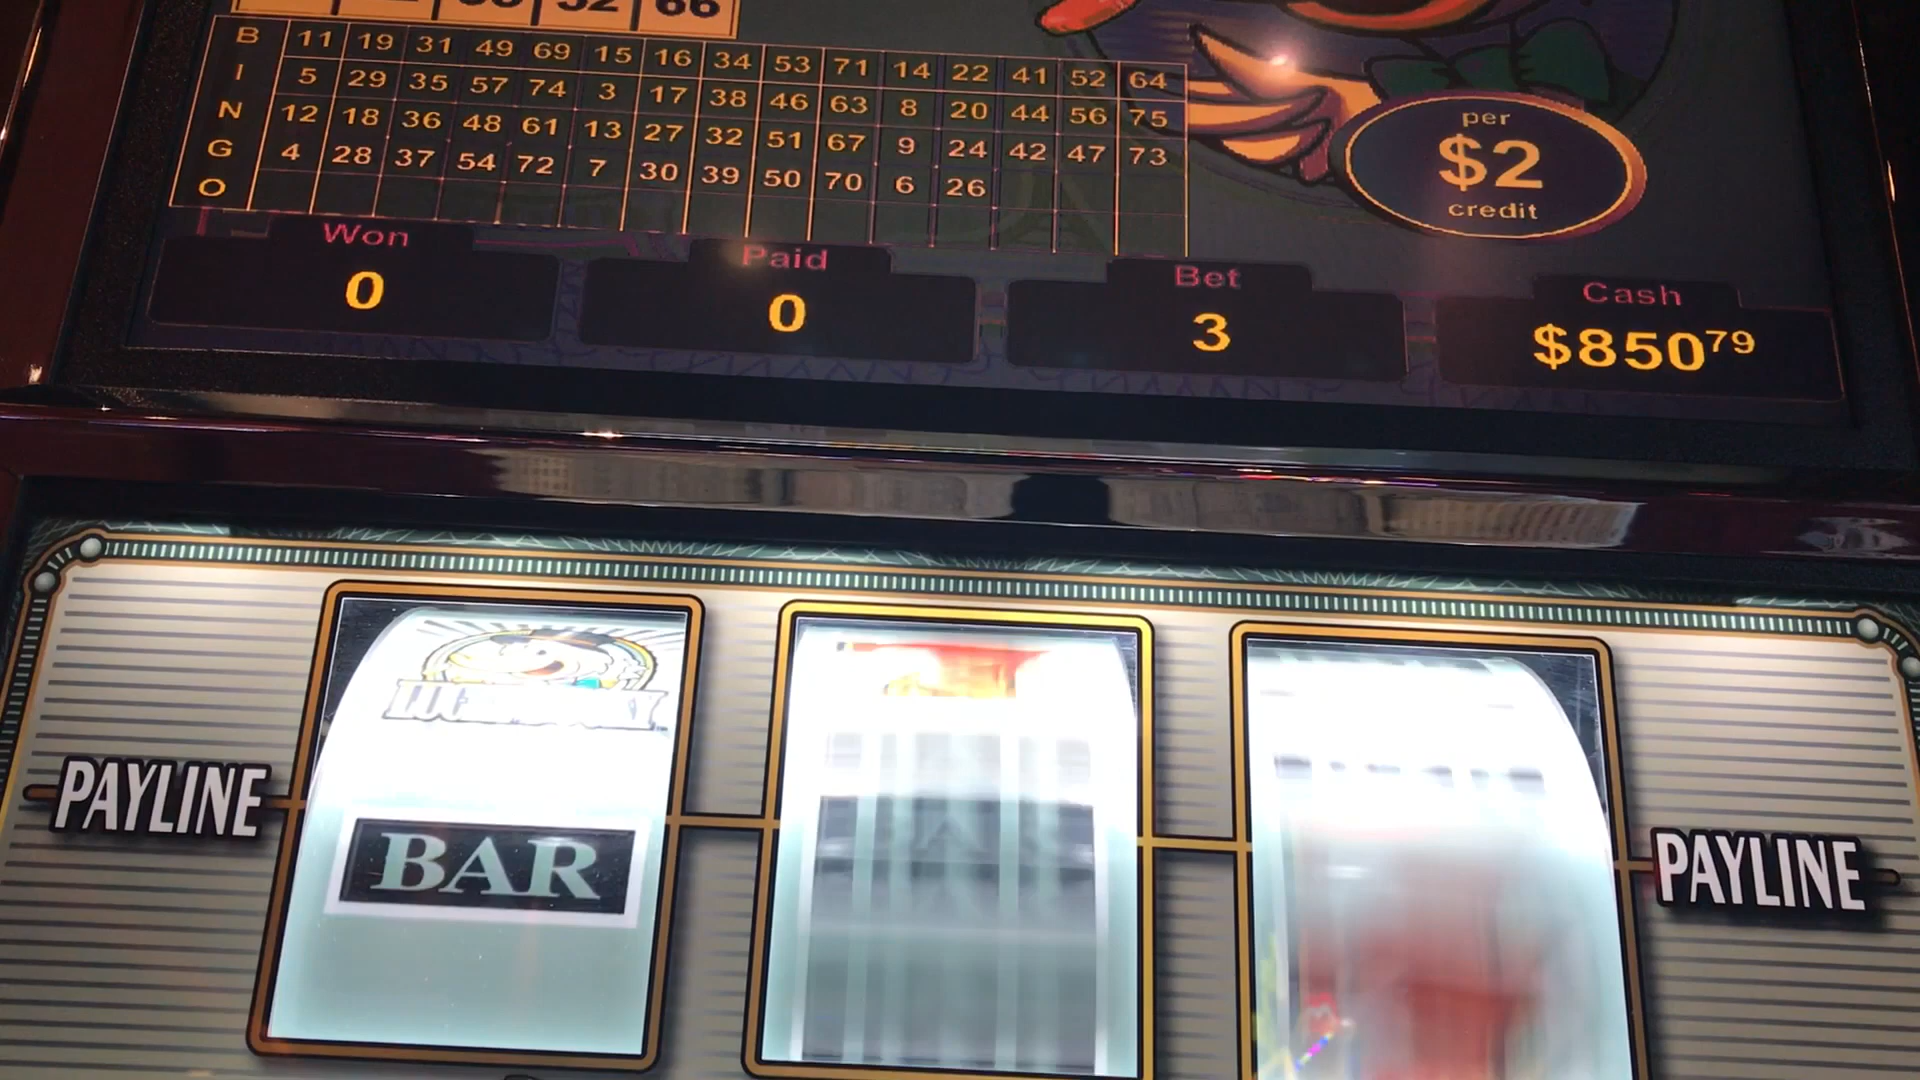 52 66
B 11 19 31 49 69 15 16 34 53 71 14 22 41 52 64
I 5 29 35 57 74 3 17 38 46 63 8 20 44 56 75
N 12 18 36 48 61 13 27 32 51 67 9 24 42 47 73
G 4 28 37 54 72 7 30 39 50 70 6 26
O
per
$2
credit
Won Paid Bet Cash
0 0 3 $85079
PAYLINE
BAR
PAYLINE